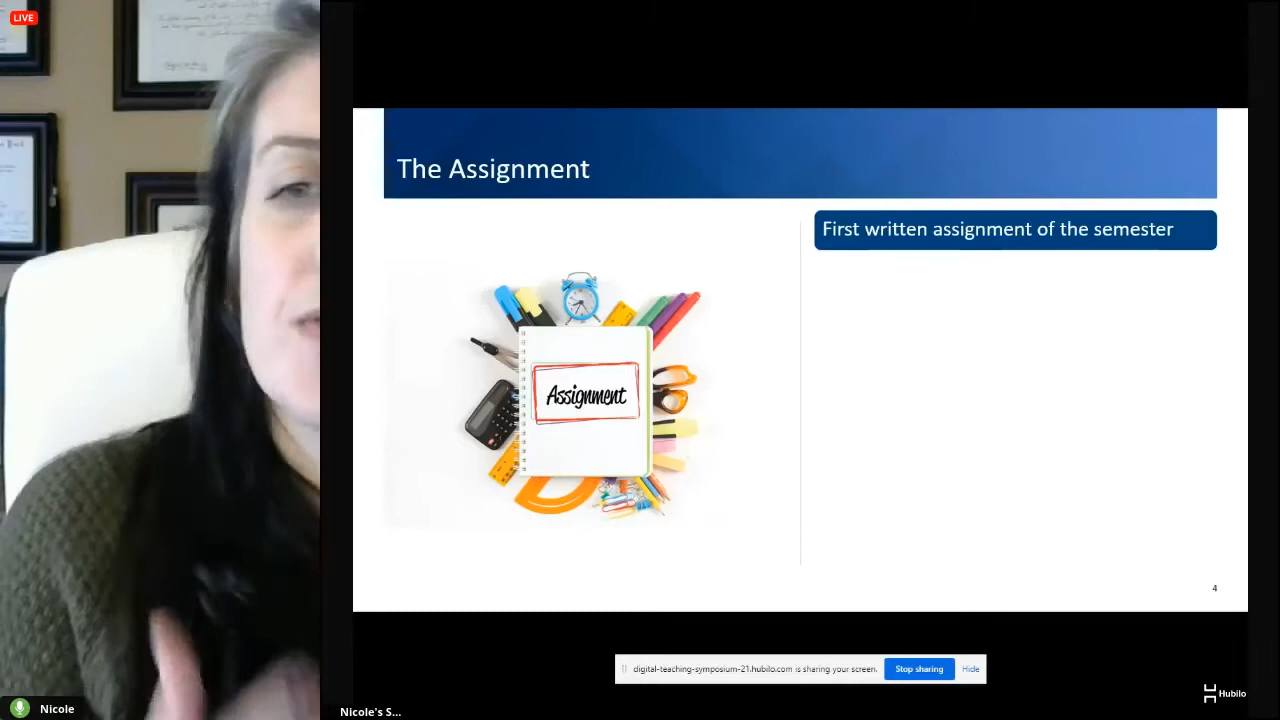 LIVE
The Assignment
First written assignment of the semester
Assignment
4
digital-teaching-symposium-21.hubilo.com is sharing your screen.
Stop sharing
Hide
Hubilo
Nicole
Nicole's S...